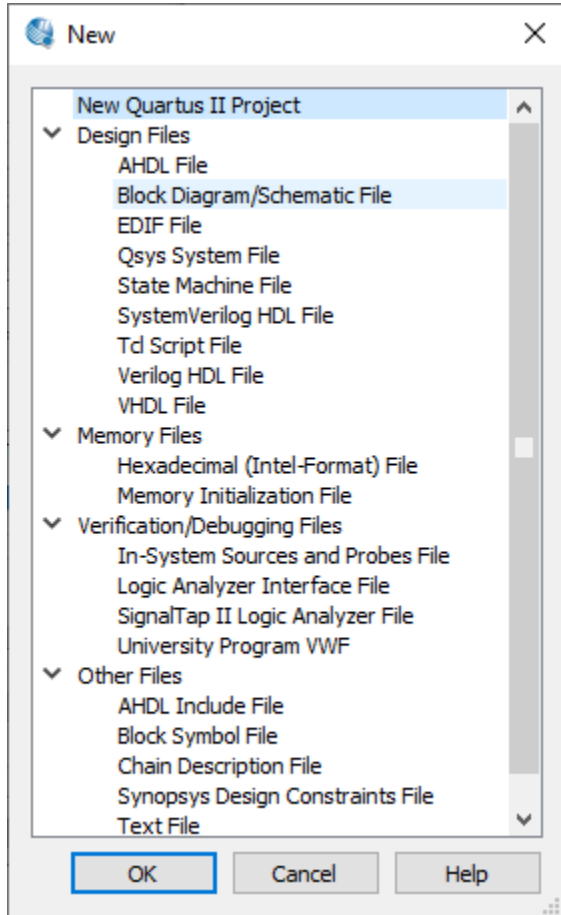 New
New Quartus II Project
Design Files
AHDL File
Block Diagram/Schematic File
EDIF File
Qsys System File
State Machine File
SystemVerilog HDL File
Tcl Script File
Verilog HDL File
VHDL File
Memory Files
Hexadecimal (Intel-Format) File
Memory Initialization File
Verification/Debugging Files
In-System Sources and Probes File
Logic Analyzer Interface File
SignalTap II Logic Analyzer File
University Program VWF
Other Files
AHDL Include File
Block Symbol File
Chain Description File
Synopsys Design Constraints File
Text File
OK Cancel Help